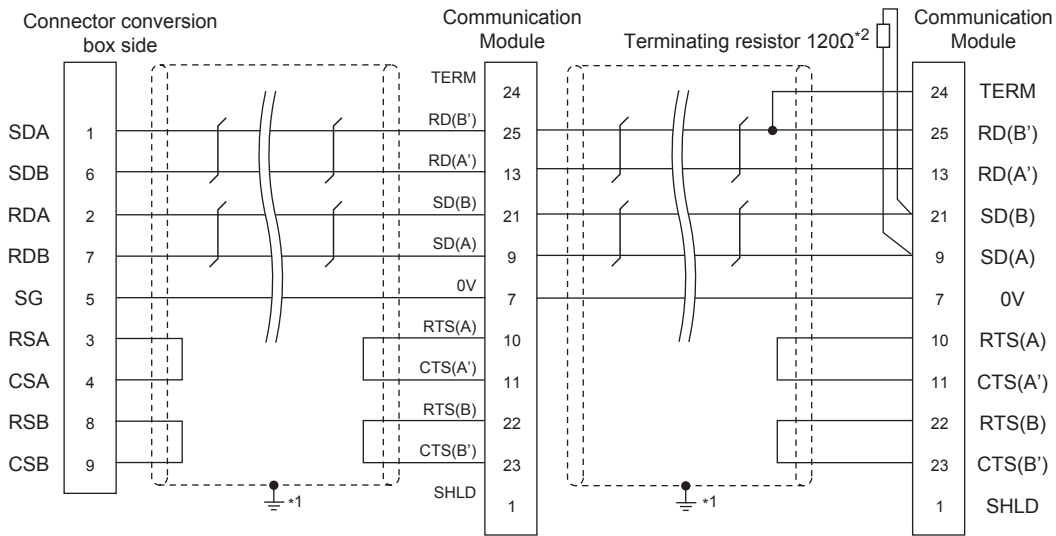 Connector conversion
box side
Communication
Module
Terminating resistor 120Ω*2
Communication
Module
TERM
24
24
TERM
SDA
1
RD(B')
25
25
RD(B')
SDB
6
RD(A')
13
13
RD(A')
RDA
2
SD(B)
21
21
SD(B)
RDB
7
SD(A)
9
9
SD(A)
SG
5
0V
7
7
0V
RSA
3
RTS(A)
10
10
RTS(A)
CSA
4
CTS(A')
11
11
CTS(A')
RSB
8
RTS(B)
22
22
RTS(B)
CSB
9
CTS(B')
23
23
CTS(B')
*1
SHLD
1
*1
1
SHLD